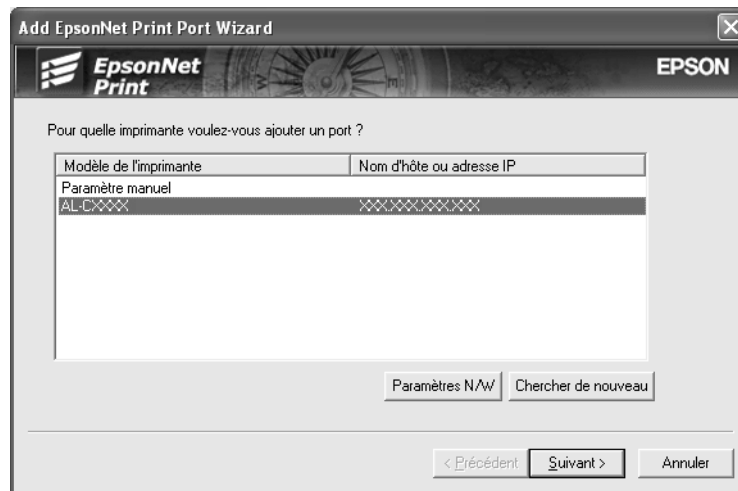 Add EpsonNet Print Port Wizard
EpsonNet
Print
EPSON
Pour quelle imprimante voulez-vous ajouter un port ?
Modèle de l'imprimante Nom d'hôte ou adresse IP
Paramètre manuel
AL-CXXXX XXX.XXX.XXX.XXX
Paramètres N/W Chercher de nouveau
< Précédent Suivant > Annuler